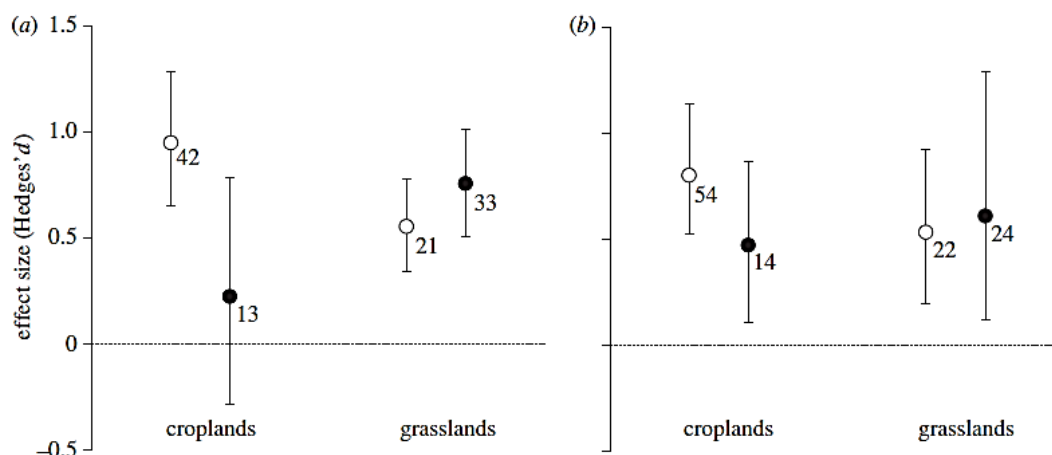 (a)
(b)
1.5
1.0
0.5
0
–0.5
effect size (Hedges' d)
42
13
21
33
croplands
grasslands
54
14
22
24
croplands
grasslands